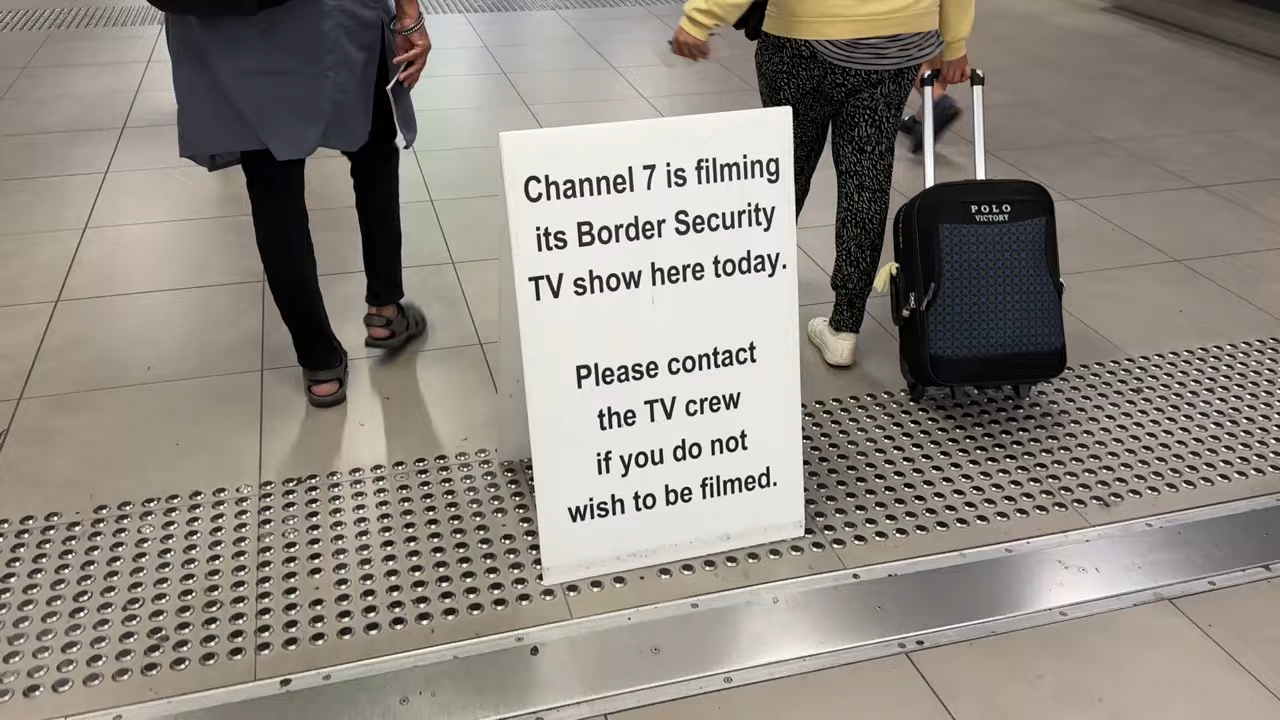 Channel 7 is filming
its Border Security
TV show here today.
Please contact
the TV crew
if you do not
wish to be filmed.
POLO
VICTORY